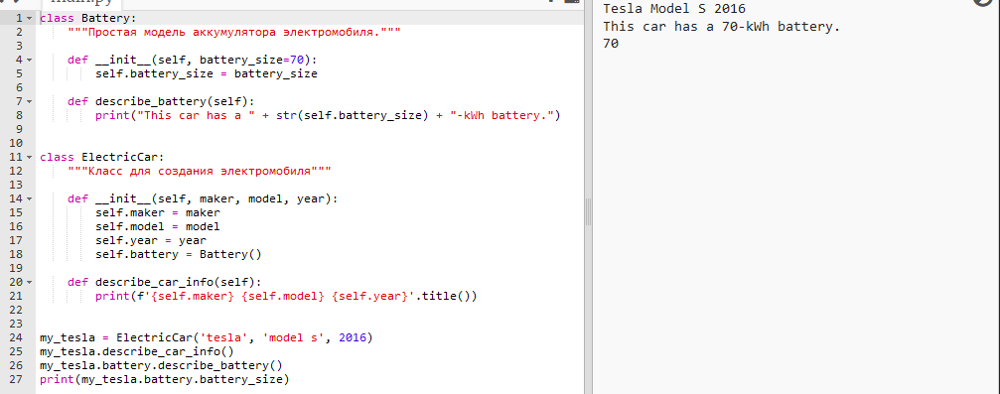 main.py
1 class Battery:
2 """Простая модель аккумулятора электромобиля."""
3
4 def __init__(self, battery_size=70):
5 self.battery_size = battery_size
6
7 def describe_battery(self):
8 print("This car has a " + str(self.battery_size) + "-kWh battery.")
9
10
11 class ElectricCar:
12 """Класс для создания электромобиля"""
13
14 def __init__(self, maker, model, year):
15 self.maker = maker
16 self.model = model
17 self.year = year
18 self.battery = Battery()
19
20 def describe_car_info(self):
21 print(f'{self.maker} {self.model} {self.year}'.title())
22
23
24 my_tesla = ElectricCar('tesla', 'model s', 2016)
25 my_tesla.describe_car_info()
26 my_tesla.battery.describe_battery()
27 print(my_tesla.battery.battery_size)
Tesla Model S 2016
This car has a 70-kWh battery.
70